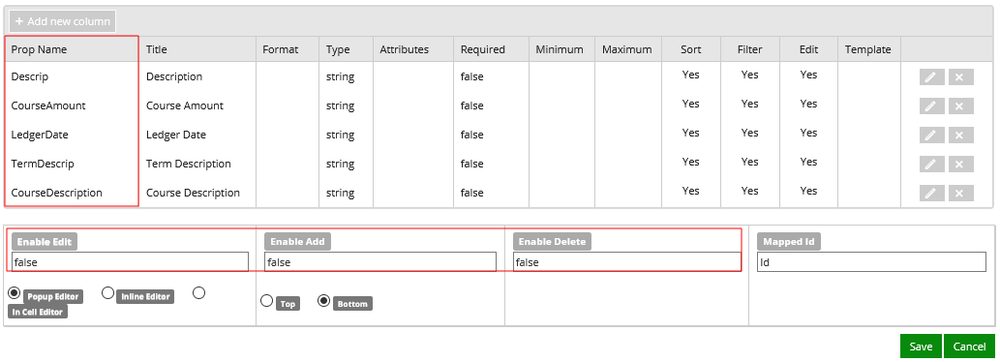 + Add new column
Prop Name Title Format Type Attributes Required Minimum Maximum Sort Filter Edit Template
Descrip Description string false Yes Yes Yes
CourseAmount Course Amount string false Yes Yes Yes
LedgerDate Ledger Date string false Yes Yes Yes
TermDescrip Term Description string false Yes Yes Yes
CourseDescription Course Description string false Yes Yes Yes
Enable Edit Enable Add Enable Delete Mapped Id
false false false Id
Popup Editor Inline Editor
In Cell Editor
Top Bottom
Save Cancel